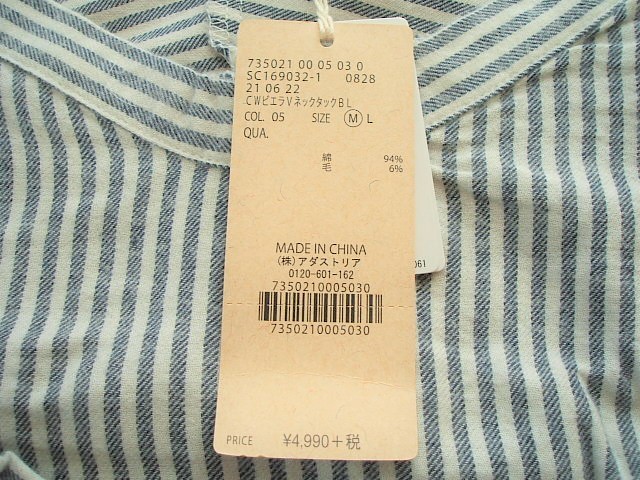 735021 00 05 03 0
SC169032-1 0828
21 06 22
CWビエラVネックタックBL
COL. 05 SIZE M L
QUA.
綿 94%
毛 6%
MADE IN CHINA
(株)アダストリア
0120-601-162
7350210005030
7350210005030
PRICE ¥4,990+税
061